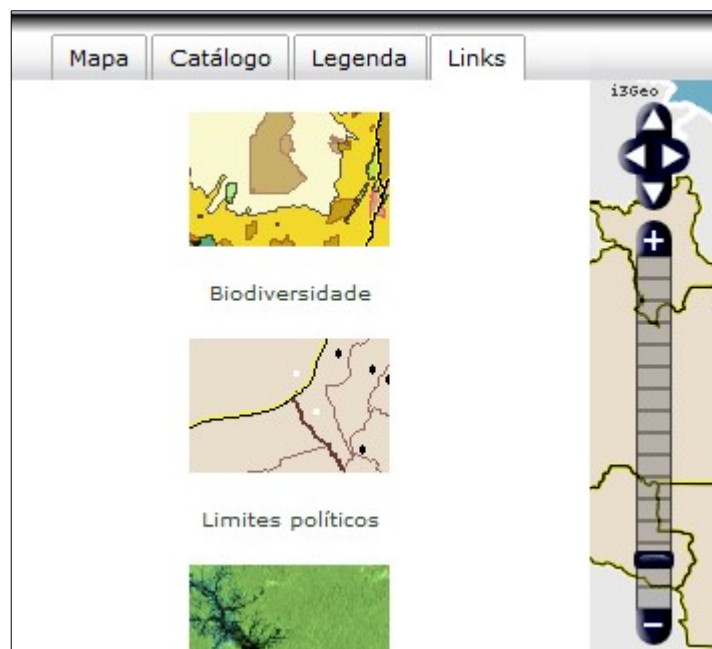 Mapa Catálogo Legenda Links
i3Geo
+
Biodiversidade
Limites políticos
−